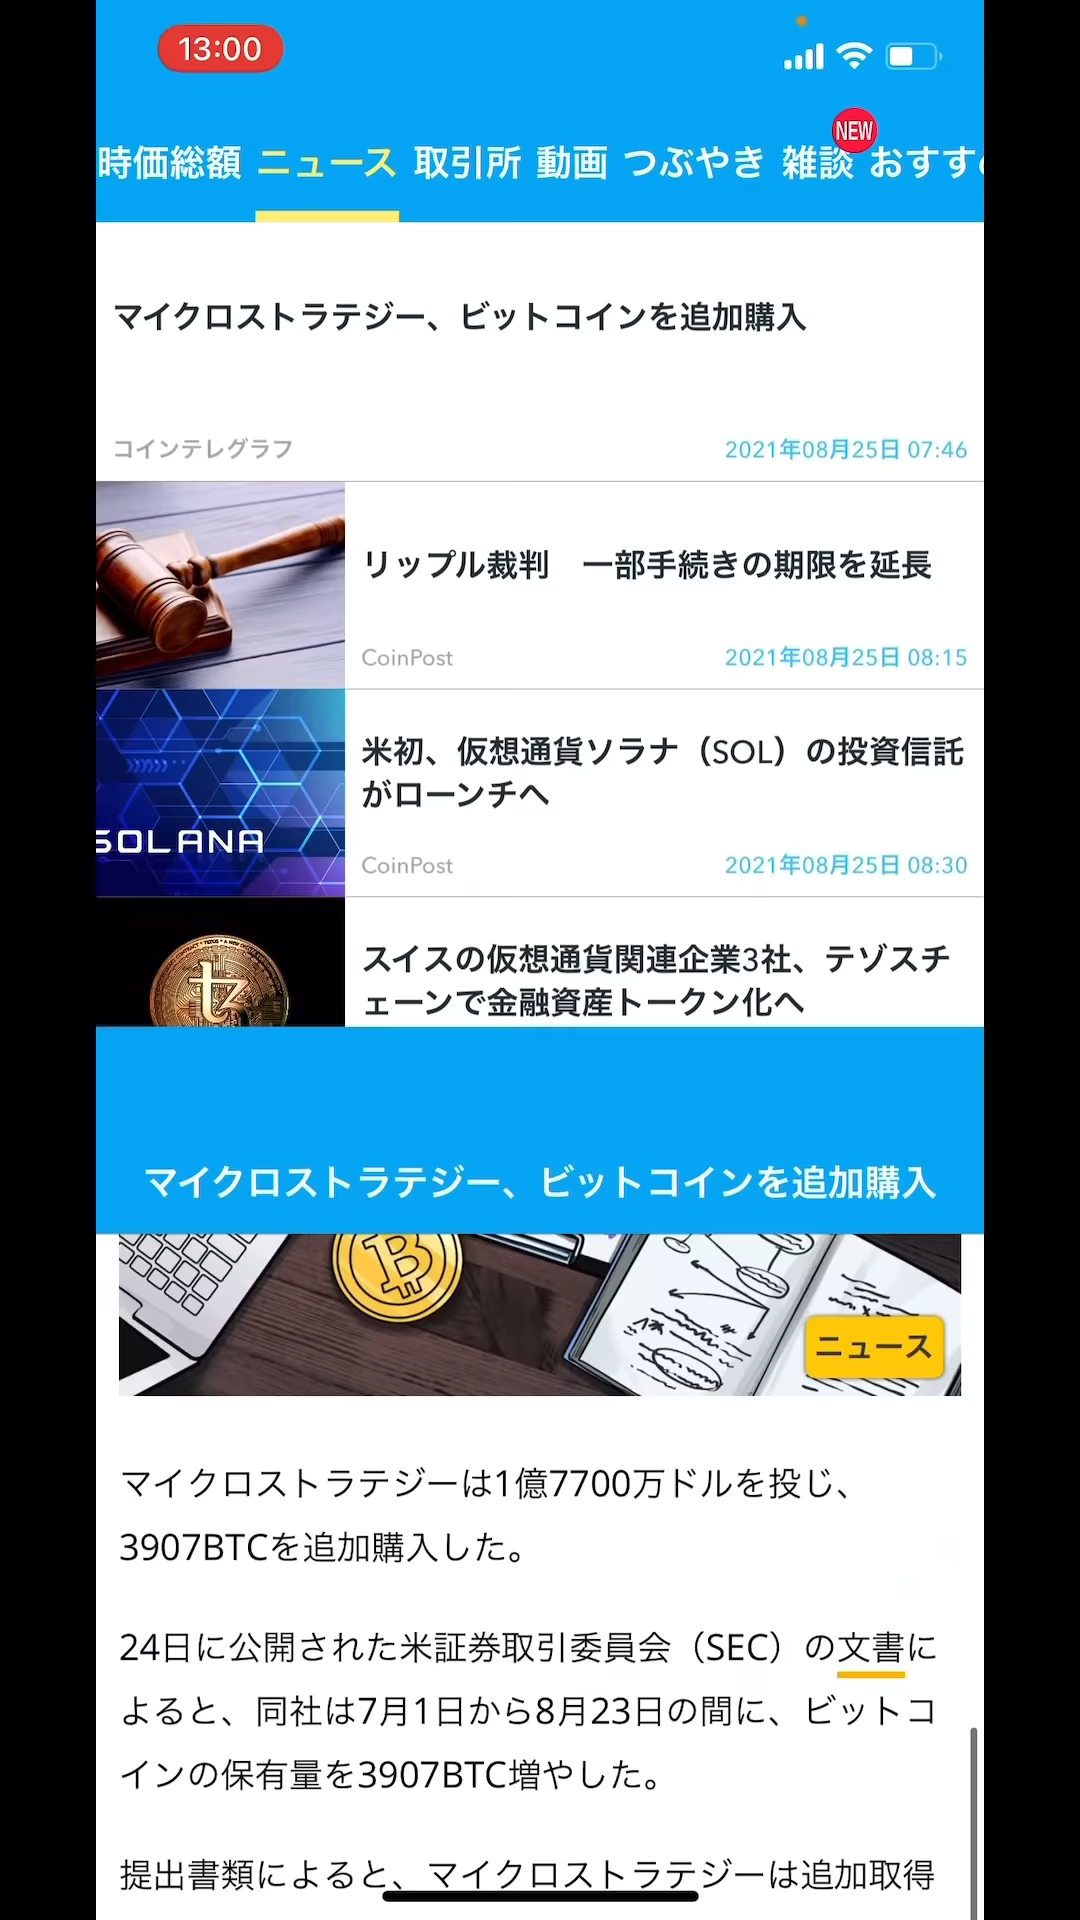 13:00
NEW
時価総額 ニュース 取引所 動画 つぶやき 雑談 おすす
マイクロストラテジー、ビットコインを追加購入
コインテレグラフ 2021年08月25日 07:46
リップル裁判　一部手続きの期限を延長
CoinPost 2021年08月25日 08:15
SOLANA
米初、仮想通貨ソラナ（SOL）の投資信託
がローンチへ
CoinPost 2021年08月25日 08:30
スイスの仮想通貨関連企業3社、テゾスチ
ェーンで金融資産トークン化へ
マイクロストラテジー、ビットコインを追加購入
ニュース
マイクロストラテジーは1億7700万ドルを投じ、
3907BTCを追加購入した。
24日に公開された米証券取引委員会（SEC）の文書に
よると、同社は7月1日から8月23日の間に、ビットコ
インの保有量を3907BTC増やした。
提出書類によると、マイクロストラテジーは追加取得